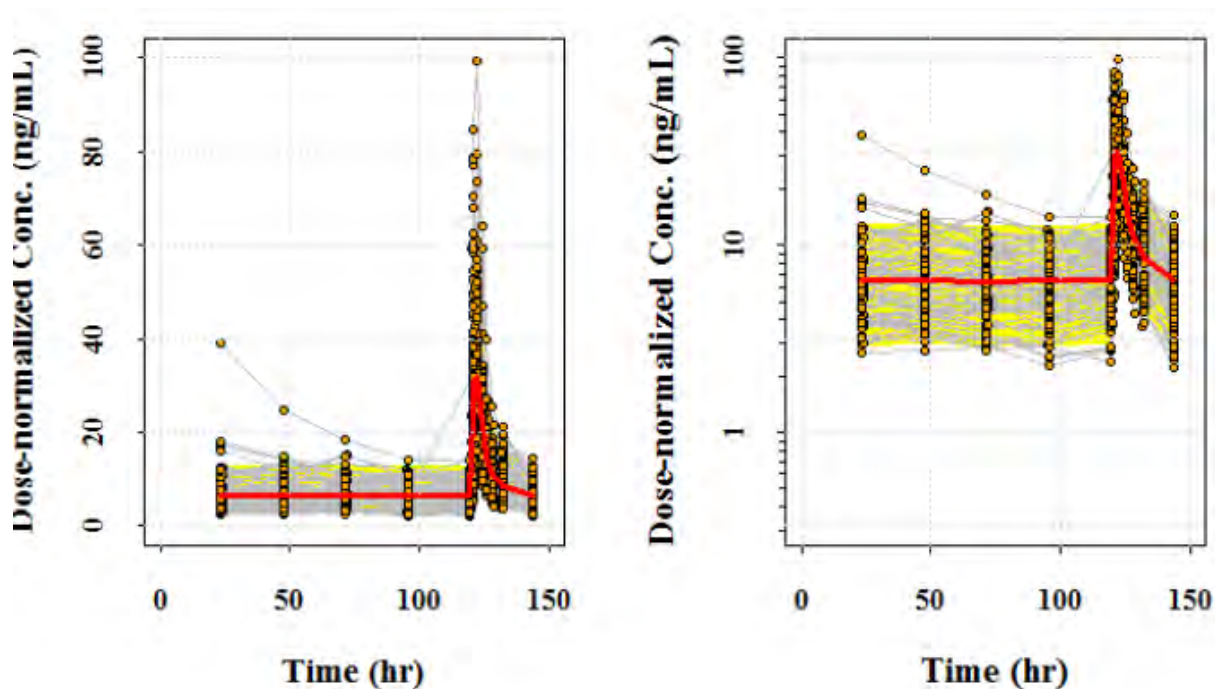 Dose-normalized Conc. (ng/mL)
100
80
60
40
20
0
0 50 100 150
Time (hr)
Dose-normalized Conc. (ng/mL)
100
10
1
0 50 100 150
Time (hr)